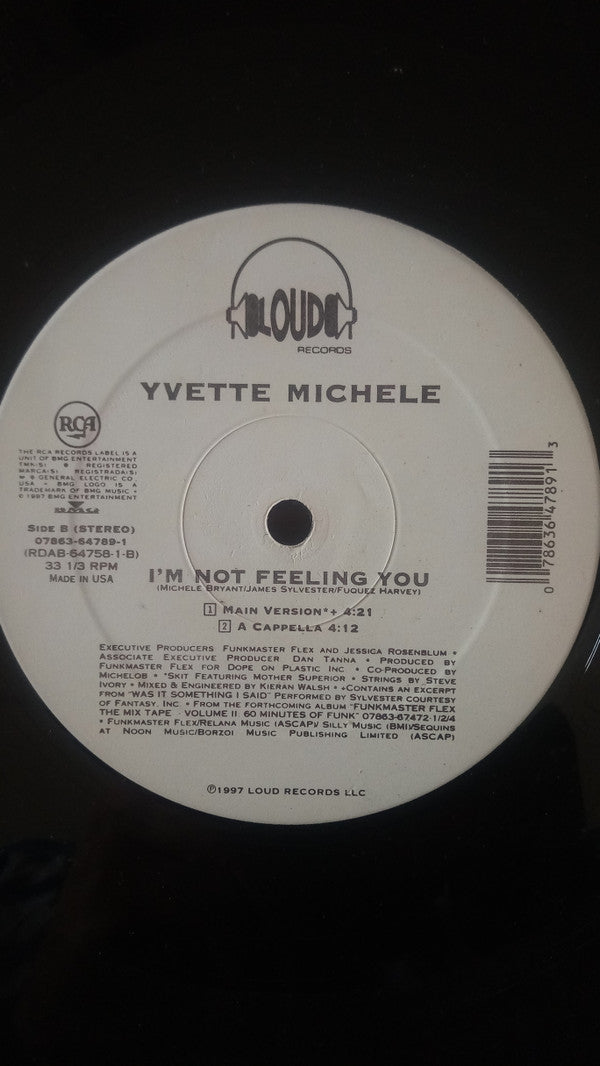 LOUD
RECORDS
YVETTE MICHELE
RCA
THE RCA RECORDS LABEL IS A
UNIT OF BMG ENTERTAINMENT
TMK(S) ® REGISTERED
MARCA(S) REGISTRADA(S)
GENERAL ELECTRIC CO.,
USA • BMG LOGO IS A
TRADEMARK OF BMG MUSIC •
© 1997 BMG ENTERTAINMENT
BMG
SIDE B (STEREO)
07863-64789-1
(RDAB-64758-1-B)
33 1/3 RPM
MADE IN USA
0 78636 47891 3
I'M NOT FEELING YOU
(MICHELE BRYANT/JAMES SYLVESTER/FUQUEZ HARVEY)
1 MAIN VERSION*+ 4:21
2 A CAPPELLA 4:12
EXECUTIVE PRODUCERS FUNKMASTER FLEX AND JESSICA ROSENBLUM •
ASSOCIATE EXECUTIVE PRODUCER DAN TANNA • PRODUCED BY
FUNKMASTER FLEX FOR DOPE ON PLASTIC INC • CO-PRODUCED BY
MICHELOB • *SKIT FEATURING MOTHER SUPERIOR • STRINGS BY STEVE
IVORY • MIXED & ENGINEERED BY KIERAN WALSH • +CONTAINS AN EXCERPT
FROM "WAS IT SOMETHING I SAID" PERFORMED BY SYLVESTER COURTESY
OF FANTASY, INC • FROM THE FORTHCOMING ALBUM "FUNKMASTER FLEX
THE MIX TAPE VOLUME II 60 MINUTES OF FUNK" 07863-67472-1/2/4
• FUNKMASTER FLEX/RELANA MUSIC (ASCAP)/ SILLY MUSIC (BMI)/SEQUINS
AT NOON MUSIC/BORZOI MUSIC PUBLISHING LIMITED (ASCAP)
℗1997 LOUD RECORDS LLC